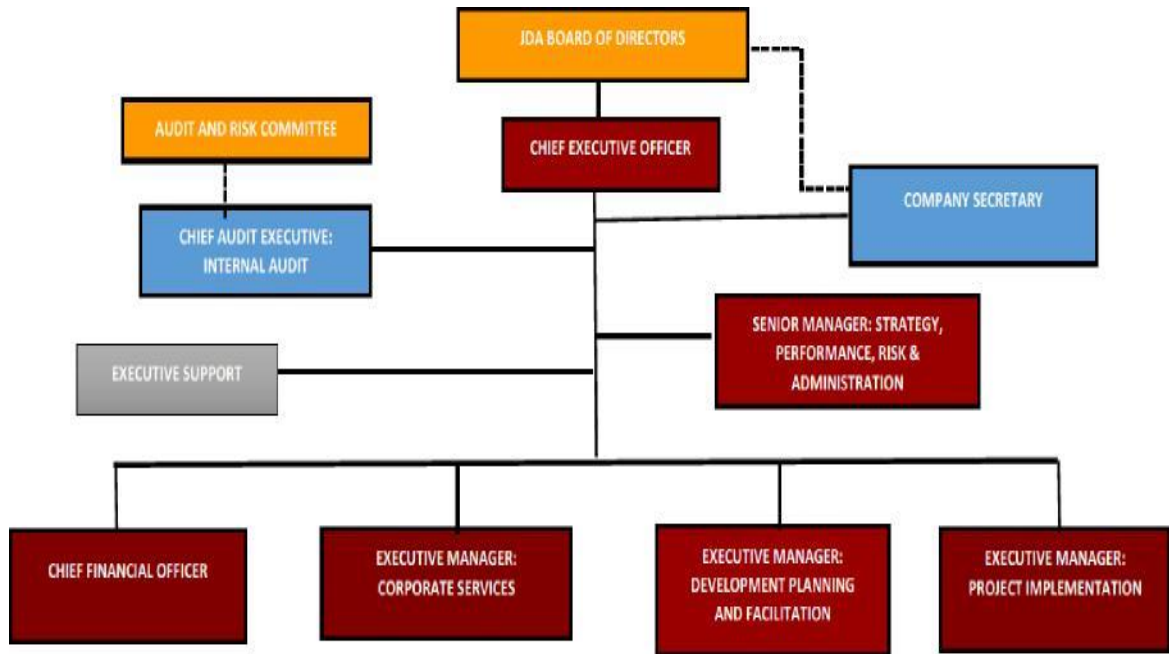 JDA BOARD OF DIRECTORS
AUDIT AND RISK COMMITTEE
CHIEF EXECUTIVE OFFICER
COMPANY SECRETARY
CHIEF AUDIT EXECUTIVE:
INTERNAL AUDIT
SENIOR MANAGER: STRATEGY,
PERFORMANCE, RISK &
ADMINISTRATION
EXECUTIVE SUPPORT
CHIEF FINANCIAL OFFICER
EXECUTIVE MANAGER:
CORPORATE SERVICES
EXECUTIVE MANAGER:
DEVELOPMENT PLANNING
AND FACILITATION
EXECUTIVE MANAGER:
PROJECT IMPLEMENTATION